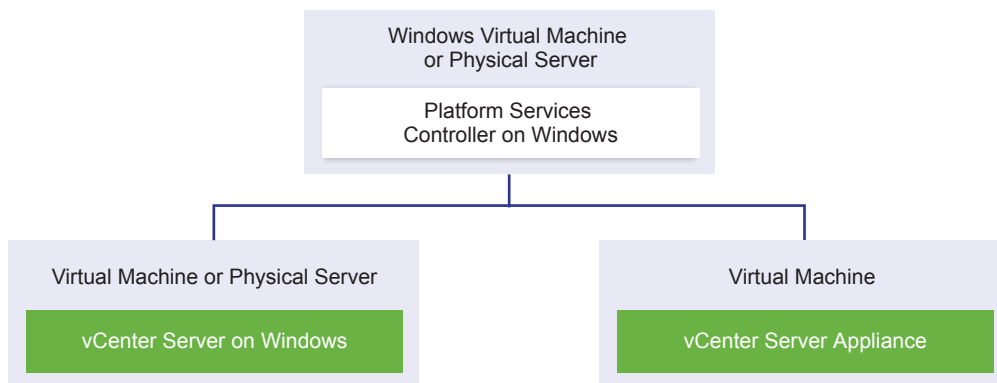 Windows Virtual Machine
or Physical Server
Platform Services
Controller on Windows
Virtual Machine or Physical Server
vCenter Server on Windows
Virtual Machine
vCenter Server Appliance